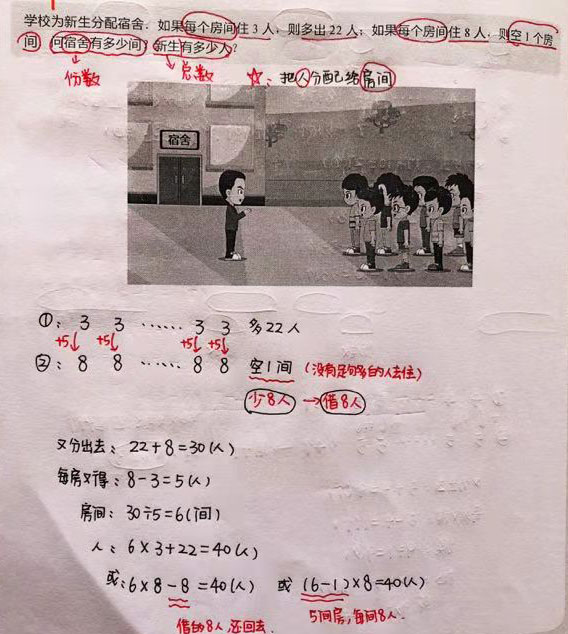 学校为新生分配宿舍．如果每个房间住3人，则多出22人；如果每个房间住8人，则空1个房
间．问宿舍有多少间？新生有多少人？
份数 总数 ☆：把人分配给房间
宿舍
①：3 3 …… 3 3 多22人
+5↓ +5↓ +5↓ +5↓
②：8 8 …… 8 8 空1间（没有足够多的人去住）
少8人→借8人
又分出去：22+8=30(人)
每房又得：8-3=5(人)
房间：30÷5=6(间)
人：6×3+22=40(人)
或：6×8-8=40(人) 或 (6-1)×8=40(人)
借的8人，还回去． 5间房，每间8人．